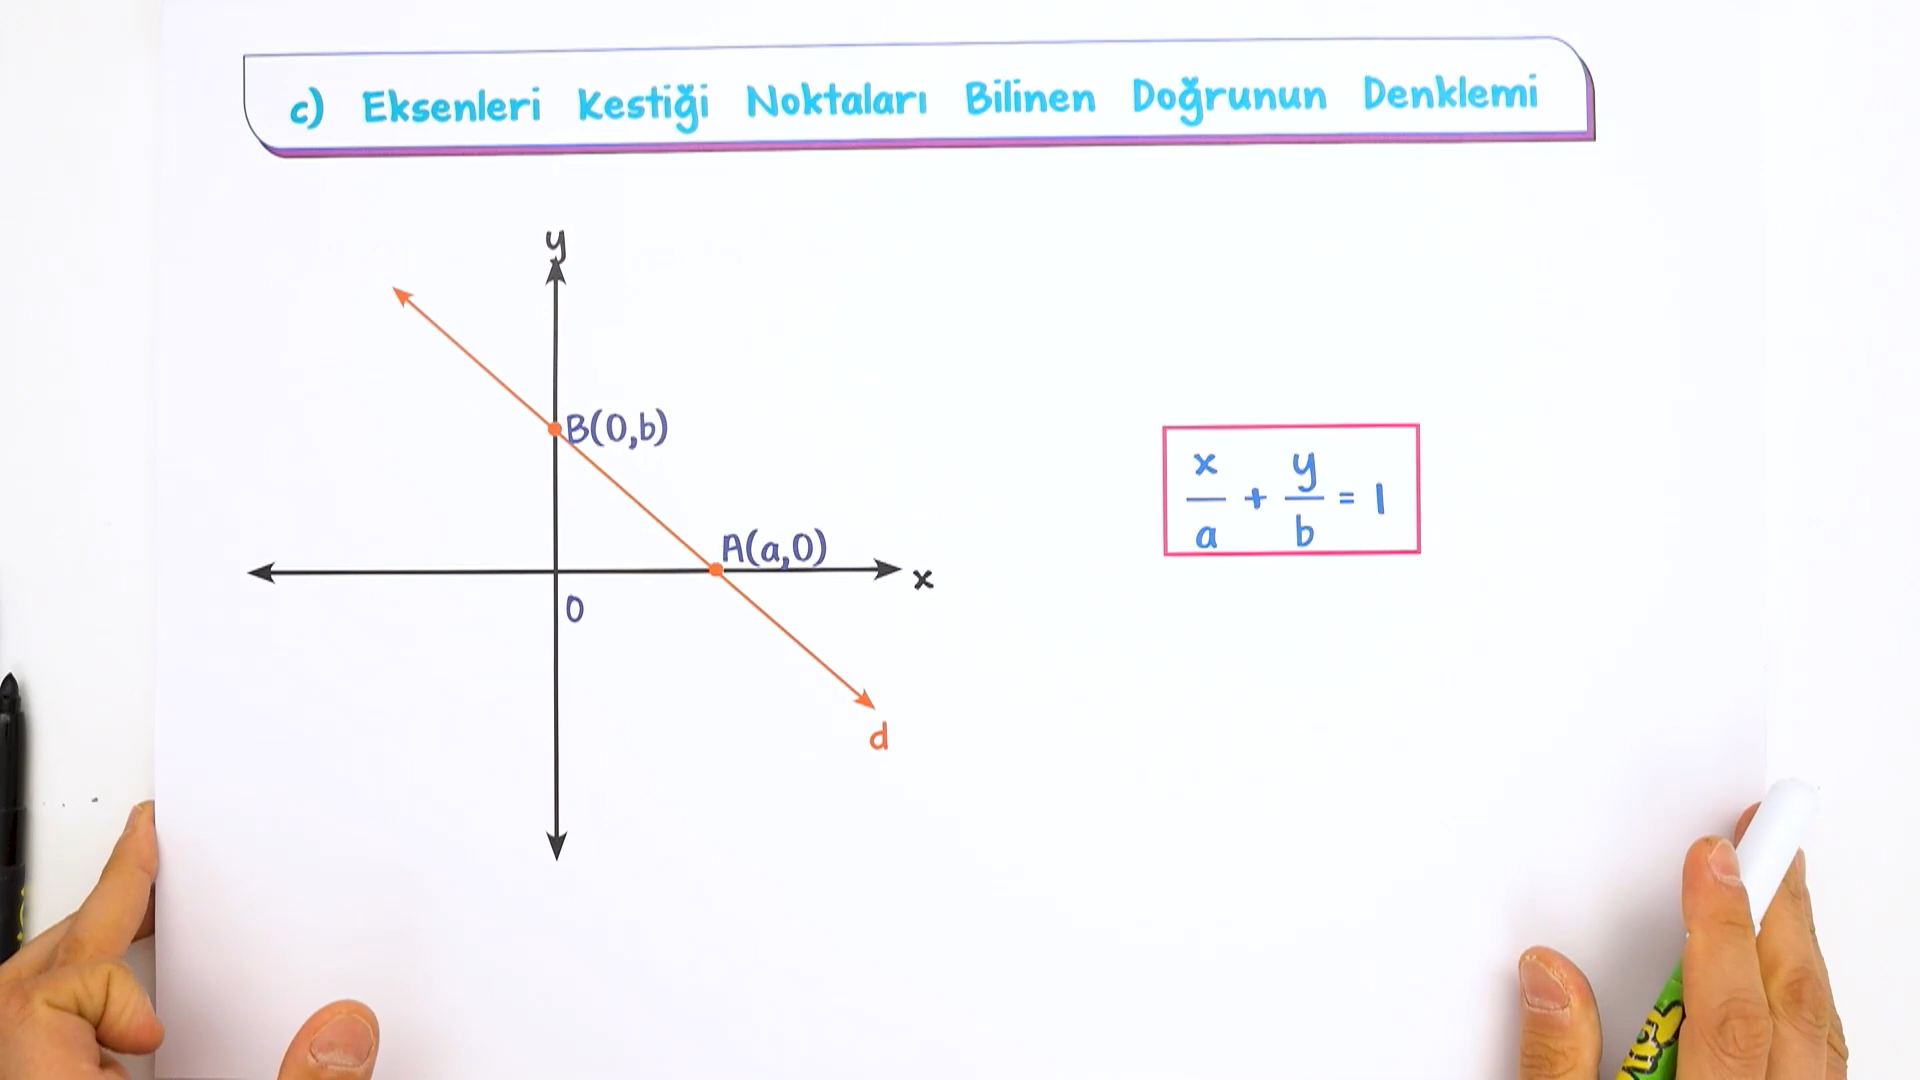 c) Eksenleri Kestiği Noktaları Bilinen Doğrunun Denklemi
y
B(0,b)
A(a,0)
x
0
d
x/a + y/b = 1